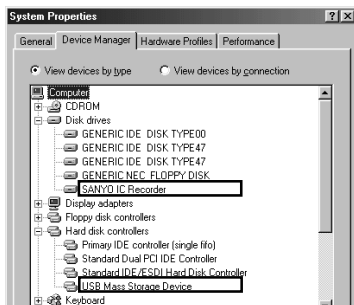 System Properties
General Device Manager Hardware Profiles Performance
View devices by type View devices by connection
Computer
CDROM
Disk drives
GENERIC IDE DISK TYPE00
GENERIC IDE DISK TYPE47
GENERIC IDE DISK TYPE47
GENERIC NEC FLOPPY DISK
SANYO IC Recorder
Display adapters
Floppy disk controllers
Hard disk controllers
Primary IDE controller (single fifo)
Standard Dual PCI IDE Controller
Standard IDE/ESDI Hard Disk Controller
USB Mass Storage Device
Keyboard